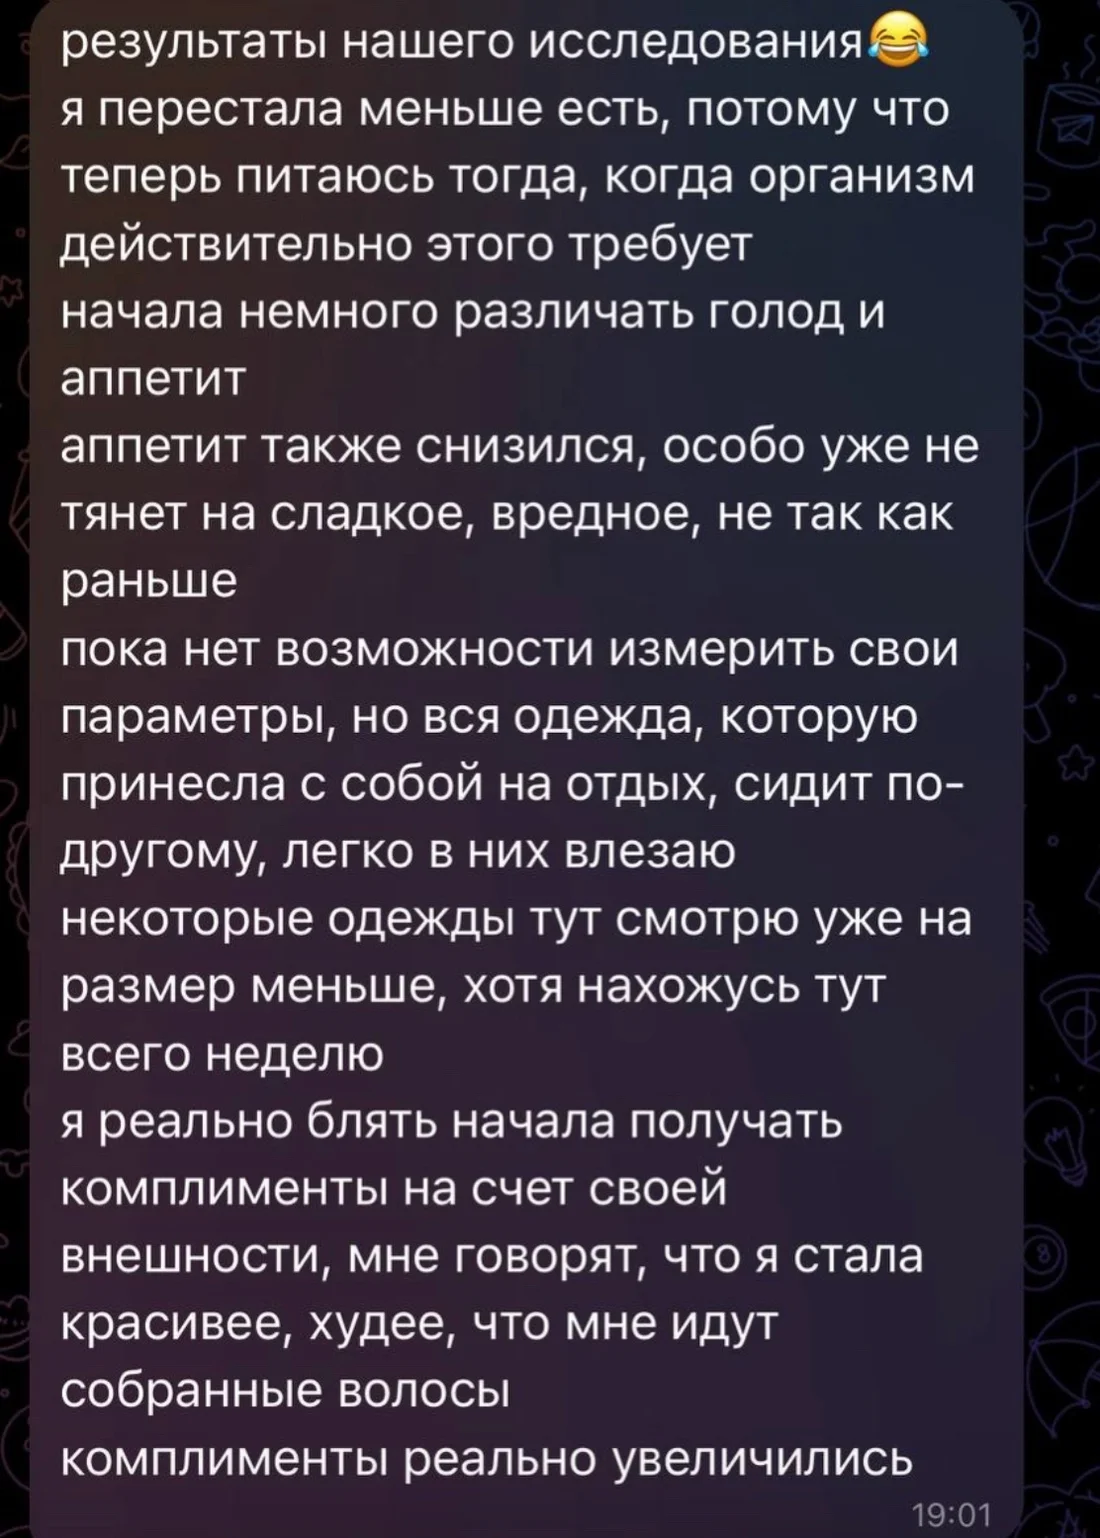 результаты нашего исследования😂
я перестала меньше есть, потому что
теперь питаюсь тогда, когда организм
действительно этого требует
начала немного различать голод и
аппетит
аппетит также снизился, особо уже не
тянет на сладкое, вредное, не так как
раньше
пока нет возможности измерить свои
параметры, но вся одежда, которую
принесла с собой на отдых, сидит по-
другому, легко в них влезаю
некоторые одежды тут смотрю уже на
размер меньше, хотя нахожусь тут
всего неделю
я реально блять начала получать
комплименты на счет своей
внешности, мне говорят, что я стала
красивее, худее, что мне идут
собранные волосы
комплименты реально увеличились
19:01